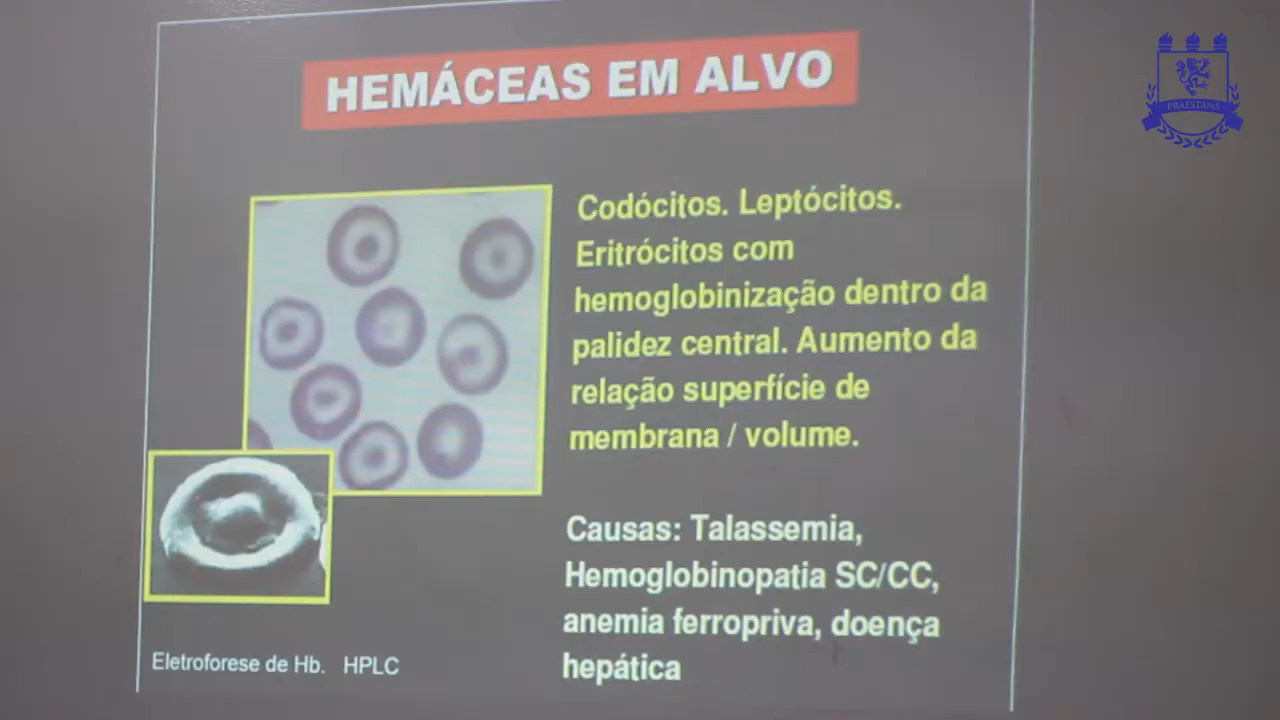 HEMÁCEAS EM ALVO
PRAESTANS
Codócitos. Leptócitos.
Eritrócitos com
hemoglobinização dentro da
palidez central. Aumento da
relação superfície de
membrana / volume.
Causas: Talassemia,
Hemoglobinopatia SC/CC,
anemia ferropriva, doença
hepática
Eletroforese de Hb. HPLC